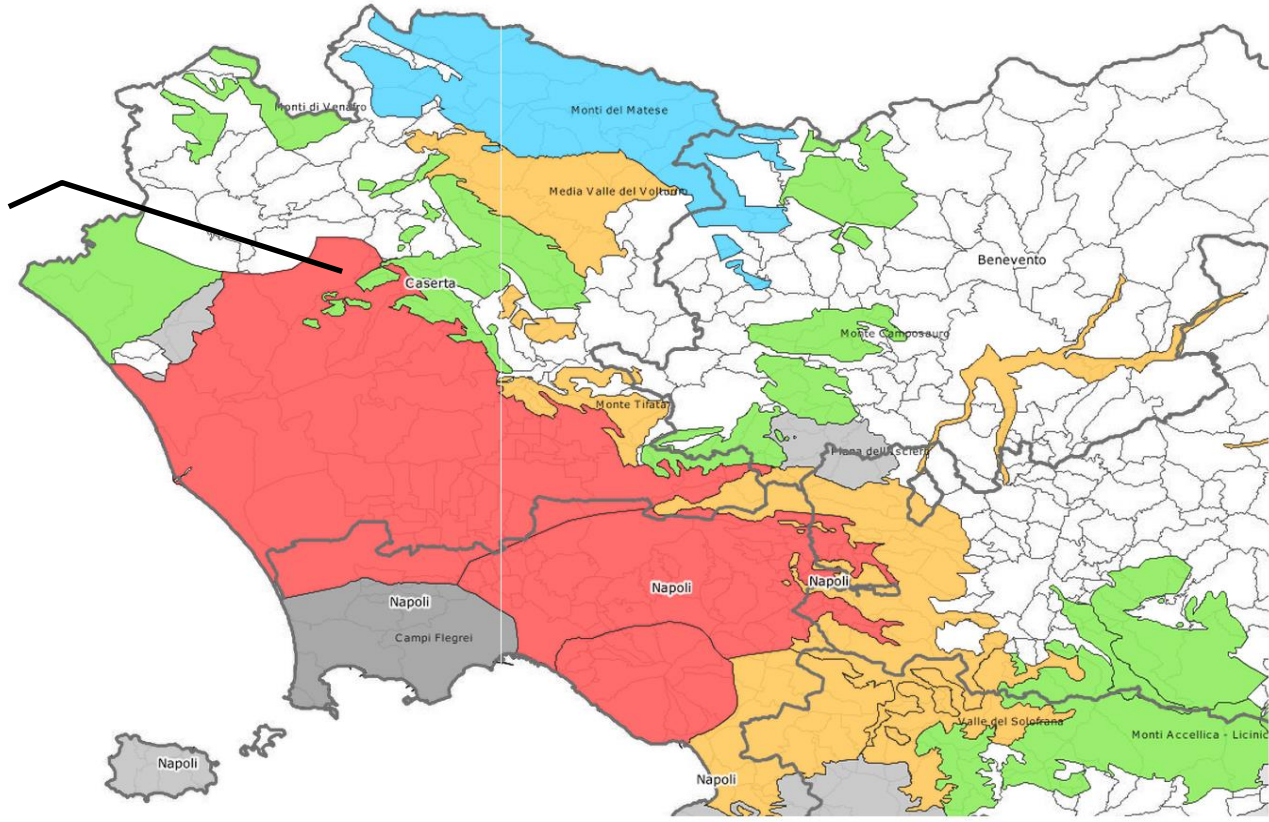 Monti di Venafro
Monti del Matese
Media Valle del Volturno
Benevento
Caserta
Monte Camposauro
Monte Tifata
Piana dell'Isclero
Napoli
Napoli
Napoli
Campi Flegrei
Valle del Solofrana
Monti Accellica - Licinic
Napoli
Napoli